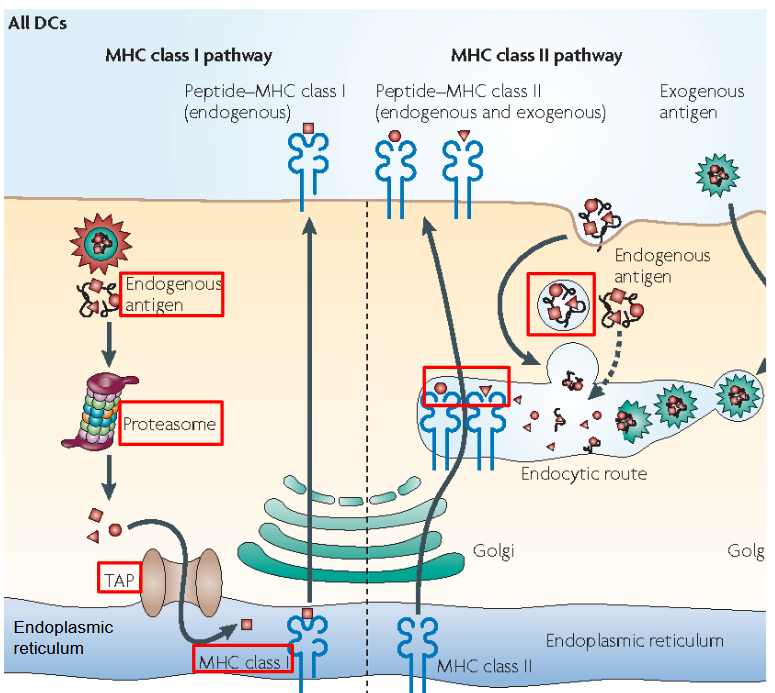 All DCs
MHC class I pathway
MHC class II pathway
Peptide–MHC class I
(endogenous)
Peptide–MHC class II
(endogenous and exogenous)
Exogenous
antigen
Endogenous
antigen
Endogenous
antigen
Proteasome
Endocytic route
Golgi
Golg
TAP
Endoplasmic
reticulum
MHC class I
MHC class II
Endoplasmic reticulum